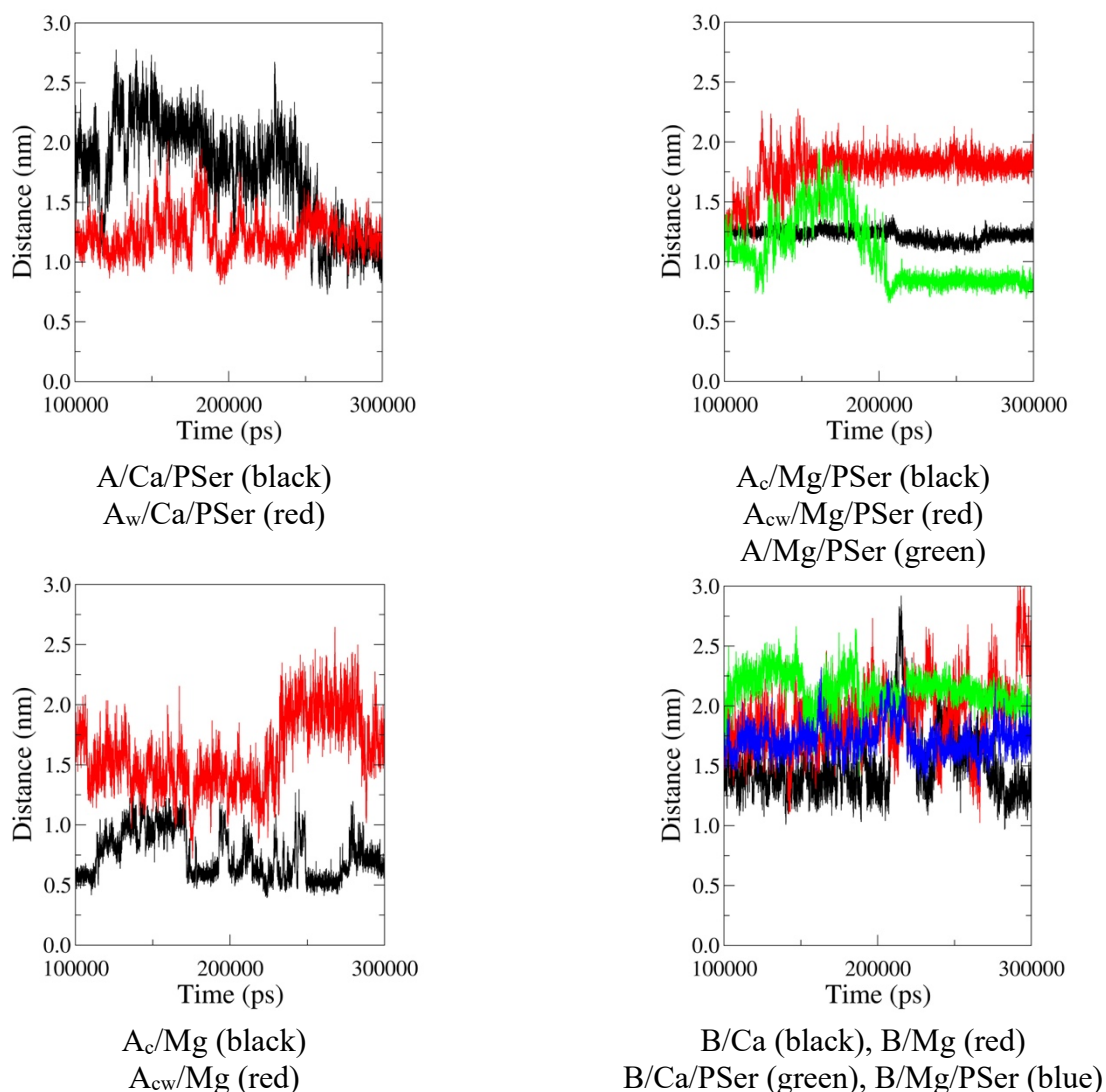 3.0
2.5
2.0
1.5
1.0
0.5
0.0
Distance (nm)
100000 200000 300000
Time (ps)
A/Ca/PSer (black)
Aw/Ca/PSer (red)
3.0
2.5
2.0
1.5
1.0
0.5
0.0
Distance (nm)
100000 200000 300000
Time (ps)
Ac/Mg/PSer (black)
Acw/Mg/PSer (red)
A/Mg/PSer (green)
3.0
2.5
2.0
1.5
1.0
0.5
0.0
Distance (nm)
100000 200000 300000
Time (ps)
Ac/Mg (black)
Acw/Mg (red)
3.0
2.5
2.0
1.5
1.0
0.5
0.0
Distance (nm)
100000 200000 300000
Time (ps)
B/Ca (black), B/Mg (red)
B/Ca/PSer (green), B/Mg/PSer (blue)